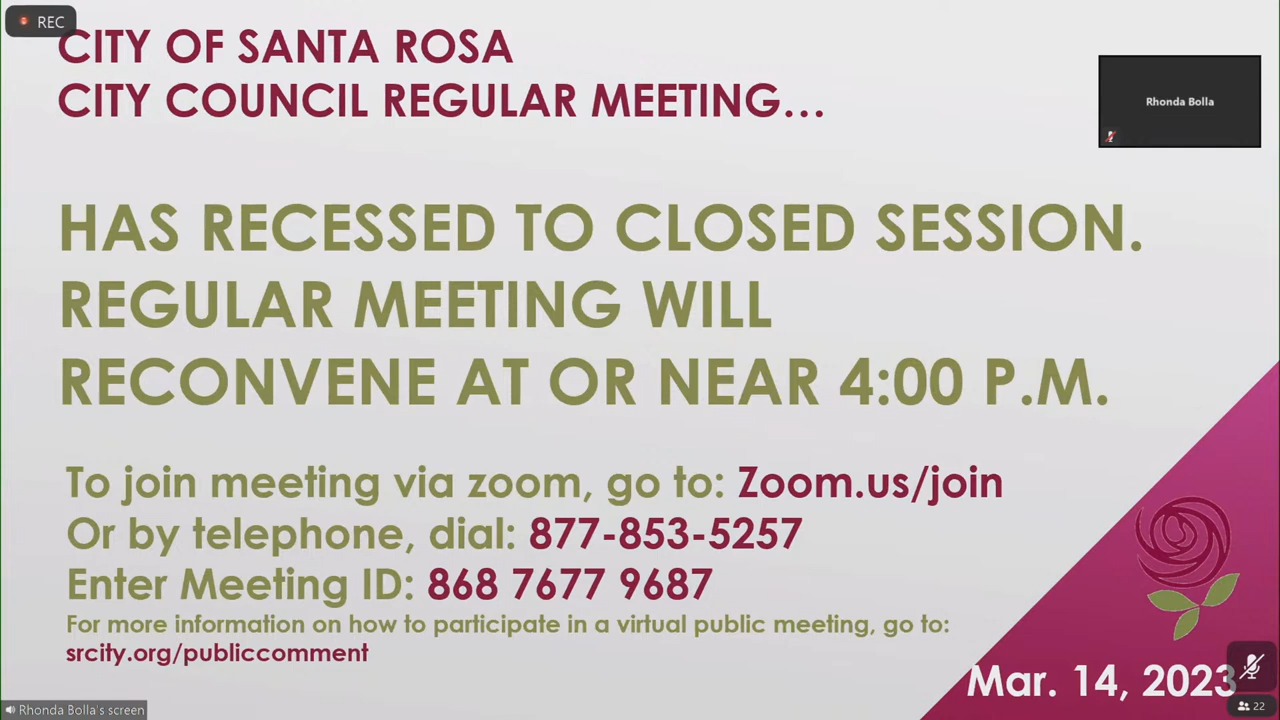 REC
CITY OF SANTA ROSA
CITY COUNCIL REGULAR MEETING...
Rhonda Bolla
HAS RECESSED TO CLOSED SESSION.
REGULAR MEETING WILL
RECONVENE AT OR NEAR 4:00 P.M.
To join meeting via zoom, go to: Zoom.us/join
Or by telephone, dial: 877-853-5257
Enter Meeting ID: 868 7677 9687
For more information on how to participate in a virtual public meeting, go to:
srcity.org/publiccomment
Mar. 14, 2023
Rhonda Bolla's screen
22